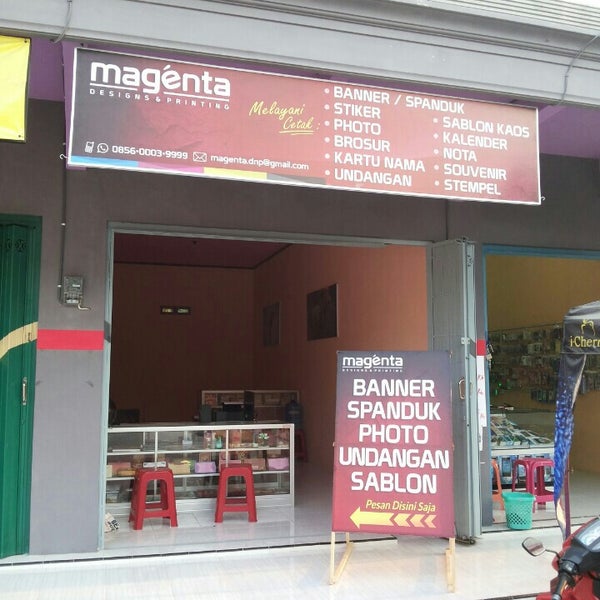 magénta
DESIGNS & PRINTING
Melayani
Cetak :
• BANNER / SPANDUK
• STIKER
• PHOTO
• BROSUR
• KARTU NAMA
• UNDANGAN
• SABLON KAOS
• KALENDER
• NOTA
• SOUVENIR
• STEMPEL
0856-0003-9999
magenta.dnp@gmail.com
magénta
DESIGNS & PRINTING
BANNER
SPANDUK
PHOTO
UNDANGAN
SABLON
Pesan Disini Saja